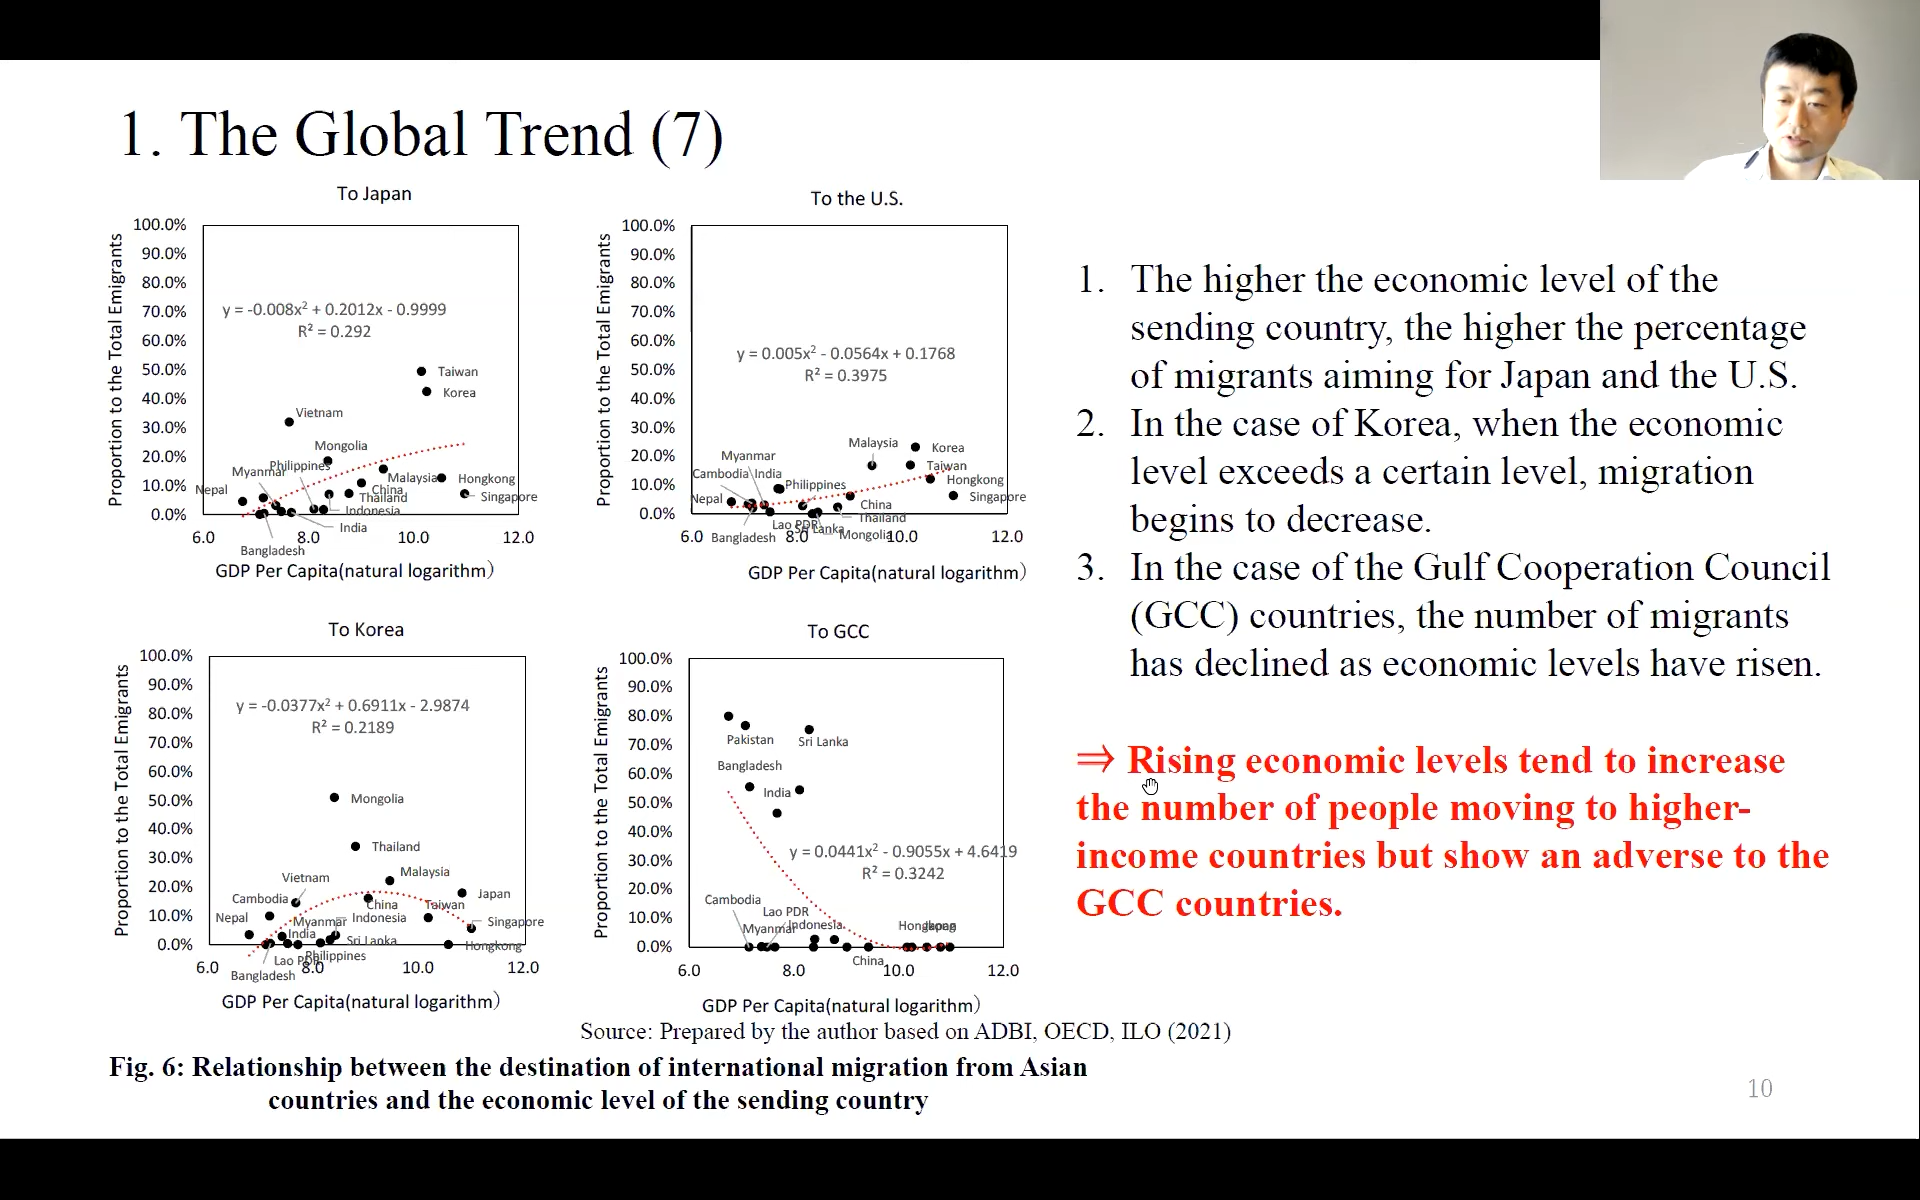 1. The Global Trend (7)
To Japan
Proportion to the Total Emigrants
100.0%
90.0%
80.0%
70.0%
60.0%
50.0%
40.0%
30.0%
20.0%
10.0%
0.0%
y = -0.008x² + 0.2012x - 0.9999
R² = 0.292
Taiwan
Korea
Vietnam
Mongolia
Philippines
Myanmar
Malaysia
Hongkong
Nepal
China
Singapore
Thailand
Indonesia
India
Bangladesh
6.0 8.0 10.0 12.0
GDP Per Capita(natural logarithm）
To the U.S.
Proportion to the Total Emigrants
100.0%
90.0%
80.0%
70.0%
60.0%
50.0%
40.0%
30.0%
20.0%
10.0%
0.0%
y = 0.005x² - 0.0564x + 0.1768
R² = 0.3975
Malaysia
Korea
Myanmar
Taiwan
Cambodia
India
Hongkong
Philippines
Nepal
Singapore
China
Thailand
Lao PDR
Sri Lanka
Mongolia
Bangladesh
6.0 8.0 10.0 12.0
GDP Per Capita(natural logarithm）
To Korea
Proportion to the Total Emigrants
100.0%
90.0%
80.0%
70.0%
60.0%
50.0%
40.0%
30.0%
20.0%
10.0%
0.0%
y = -0.0377x² + 0.6911x - 2.9874
R² = 0.2189
Mongolia
Thailand
Malaysia
Vietnam
Japan
Cambodia
China
Taiwan
Nepal
Indonesia
Myanmar
Singapore
India
Sri Lanka
Hongkong
Philippines
Lao PDR
Bangladesh
6.0 8.0 10.0 12.0
GDP Per Capita(natural logarithm）
To GCC
Proportion to the Total Emigrants
100.0%
90.0%
80.0%
70.0%
60.0%
50.0%
40.0%
30.0%
20.0%
10.0%
0.0%
Pakistan
Sri Lanka
Bangladesh
India
y = 0.0441x² - 0.9055x + 4.6419
R² = 0.3242
Cambodia
Lao PDR
Myanmar
Indonesia
Hongkong
China
6.0 8.0 10.0 12.0
GDP Per Capita(natural logarithm）
Source: Prepared by the author based on ADBI, OECD, ILO (2021)
Fig. 6: Relationship between the destination of international migration from Asian
countries and the economic level of the sending country
1. The higher the economic level of the
sending country, the higher the percentage
of migrants aiming for Japan and the U.S.
2. In the case of Korea, when the economic
level exceeds a certain level, migration
begins to decrease.
3. In the case of the Gulf Cooperation Council
(GCC) countries, the number of migrants
has declined as economic levels have risen.
⇒ Rising economic levels tend to increase
the number of people moving to higher-
income countries but show an adverse to the
GCC countries.
10